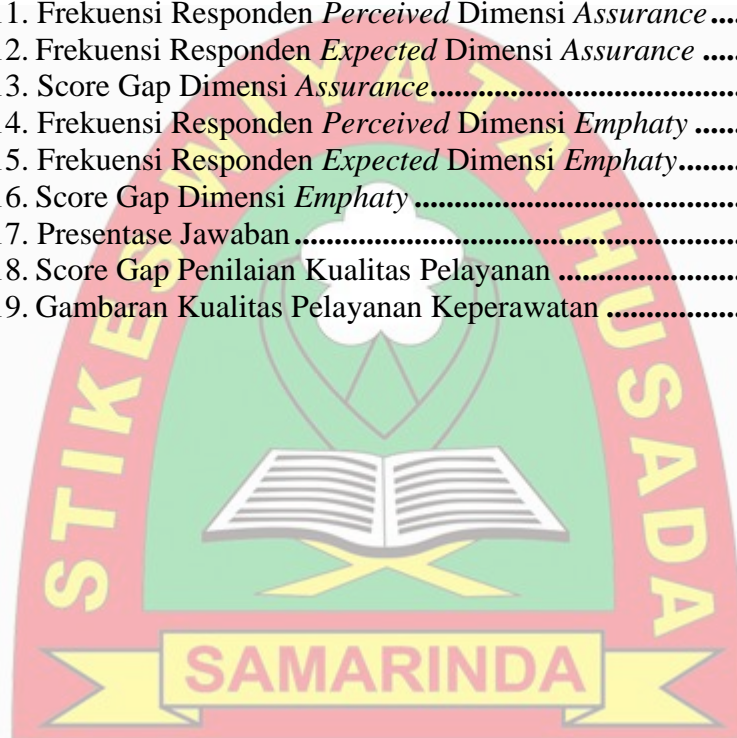 1. Frekuensi Responden Perceived Dimensi Assurance ....
2. Frekuensi Responden Expected Dimensi Assurance .....
3. Score Gap Dimensi Assurance..................................
4. Frekuensi Responden Perceived Dimensi Emphaty ......
5. Frekuensi Responden Expected Dimensi Emphaty.......
6. Score Gap Dimensi Emphaty ....................................
7. Presentase Jawaban ..................................................
8. Score Gap Penilaian Kualitas Pelayanan ....................
9. Gambaran Kualitas Pelayanan Keperawatan ...............
STIKES WIYATA HUSADA
SAMARINDA